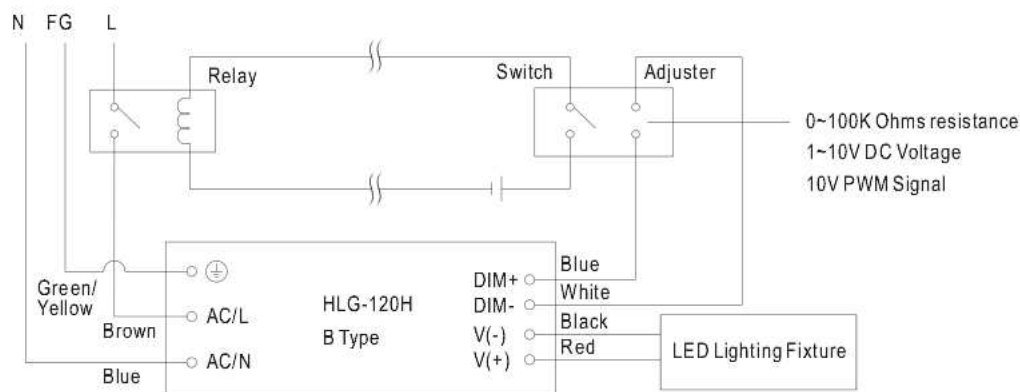 N FG L
Relay
Switch
Adjuster
0~100K Ohms resistance
1~10V DC Voltage
10V PWM Signal
Green/
Yellow
Brown
Blue
AC/L
AC/N
HLG-120H
B Type
DIM+
DIM-
V(-)
V(+)
Blue
White
Black
Red
LED Lighting Fixture